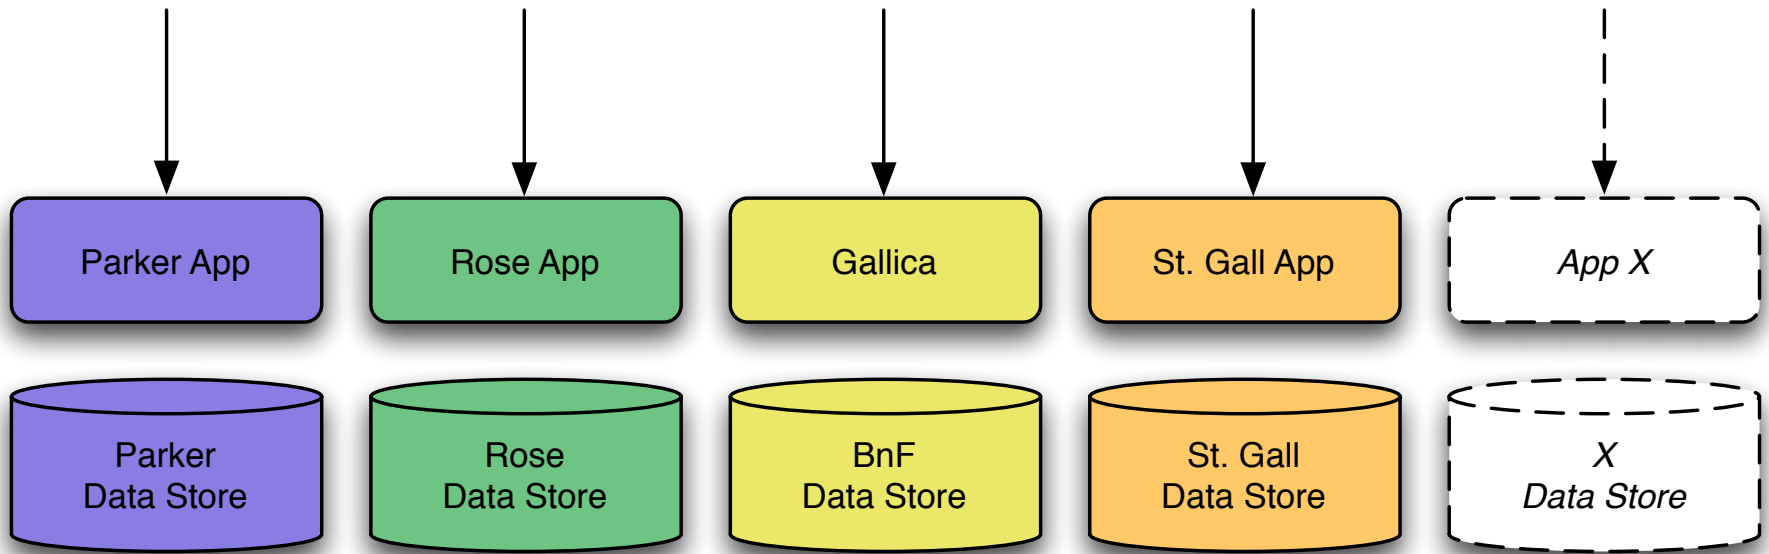 Parker App
Rose App
Gallica
St. Gall App
App X
Parker
Data Store
Rose
Data Store
BnF
Data Store
St. Gall
Data Store
X
Data Store